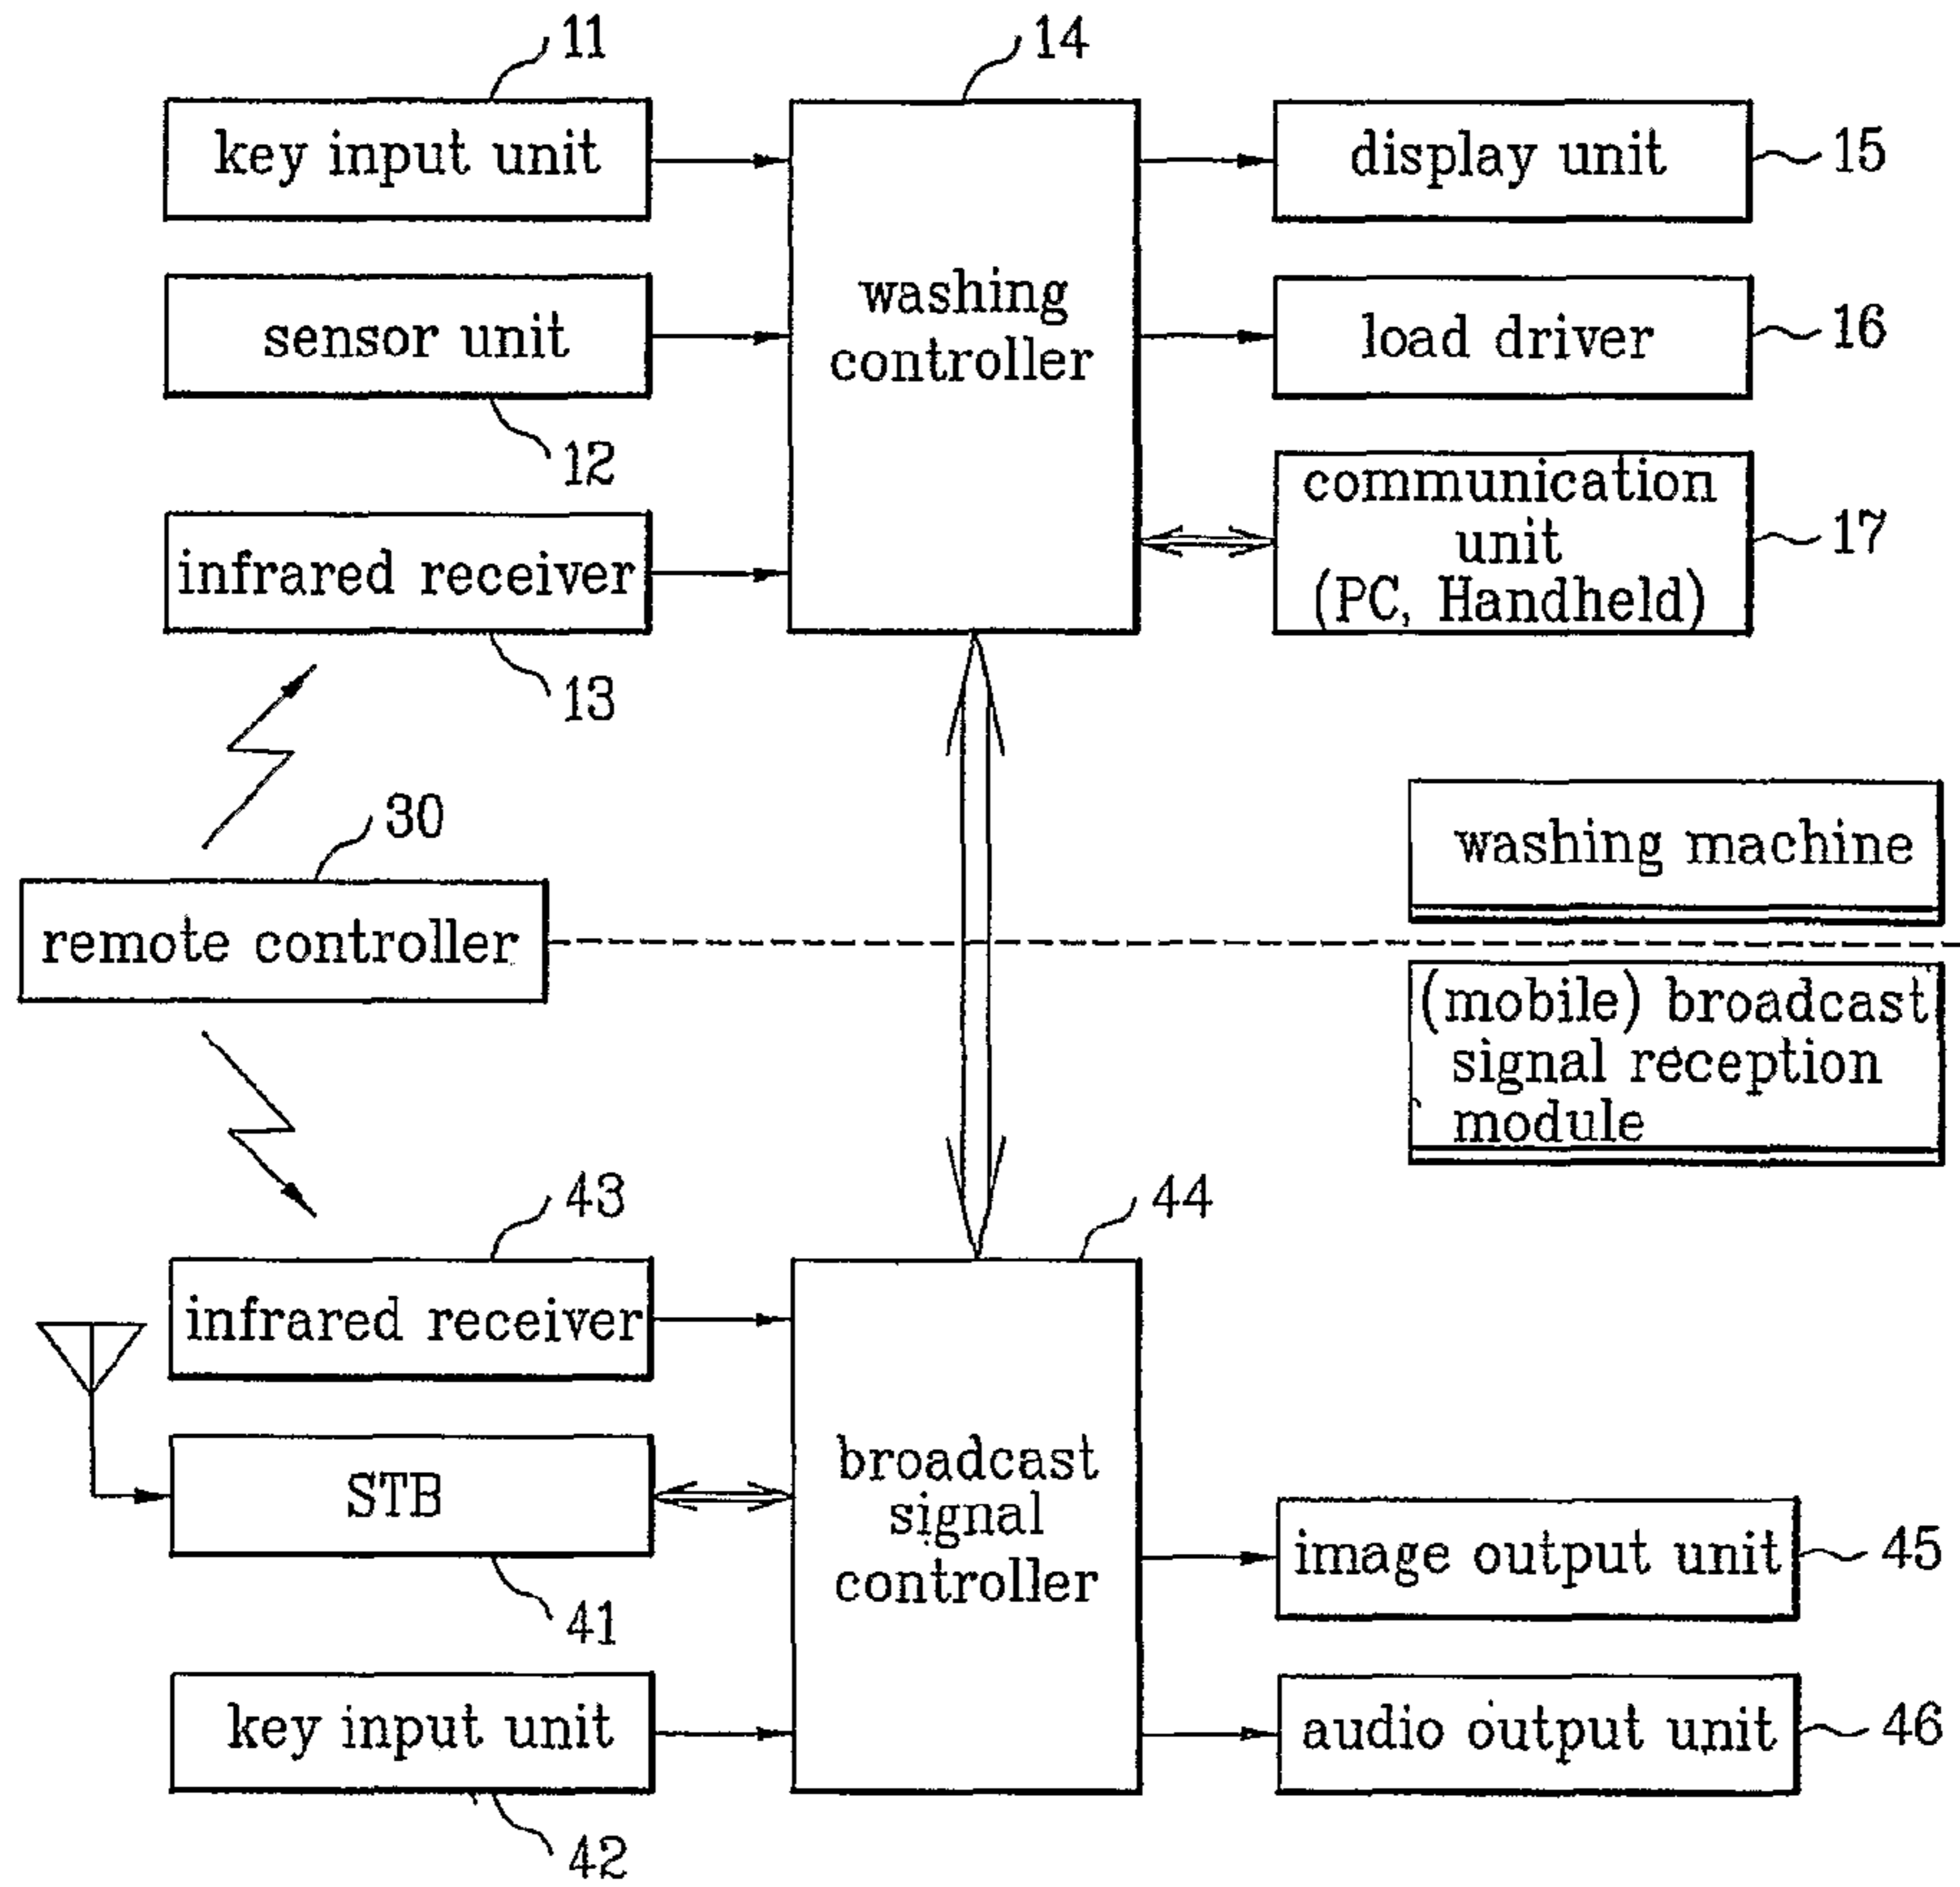 11
14
key input unit
display unit
15
sensor unit
washing
controller
load driver
16
12
communication
unit
(PC, Handheld)
17
infrared receiver
13
30
washing machine
remote controller
(mobile) broadcast
signal reception
module
43
44
infrared receiver
STB
broadcast
signal
controller
image output unit
45
41
key input unit
audio output unit
46
42